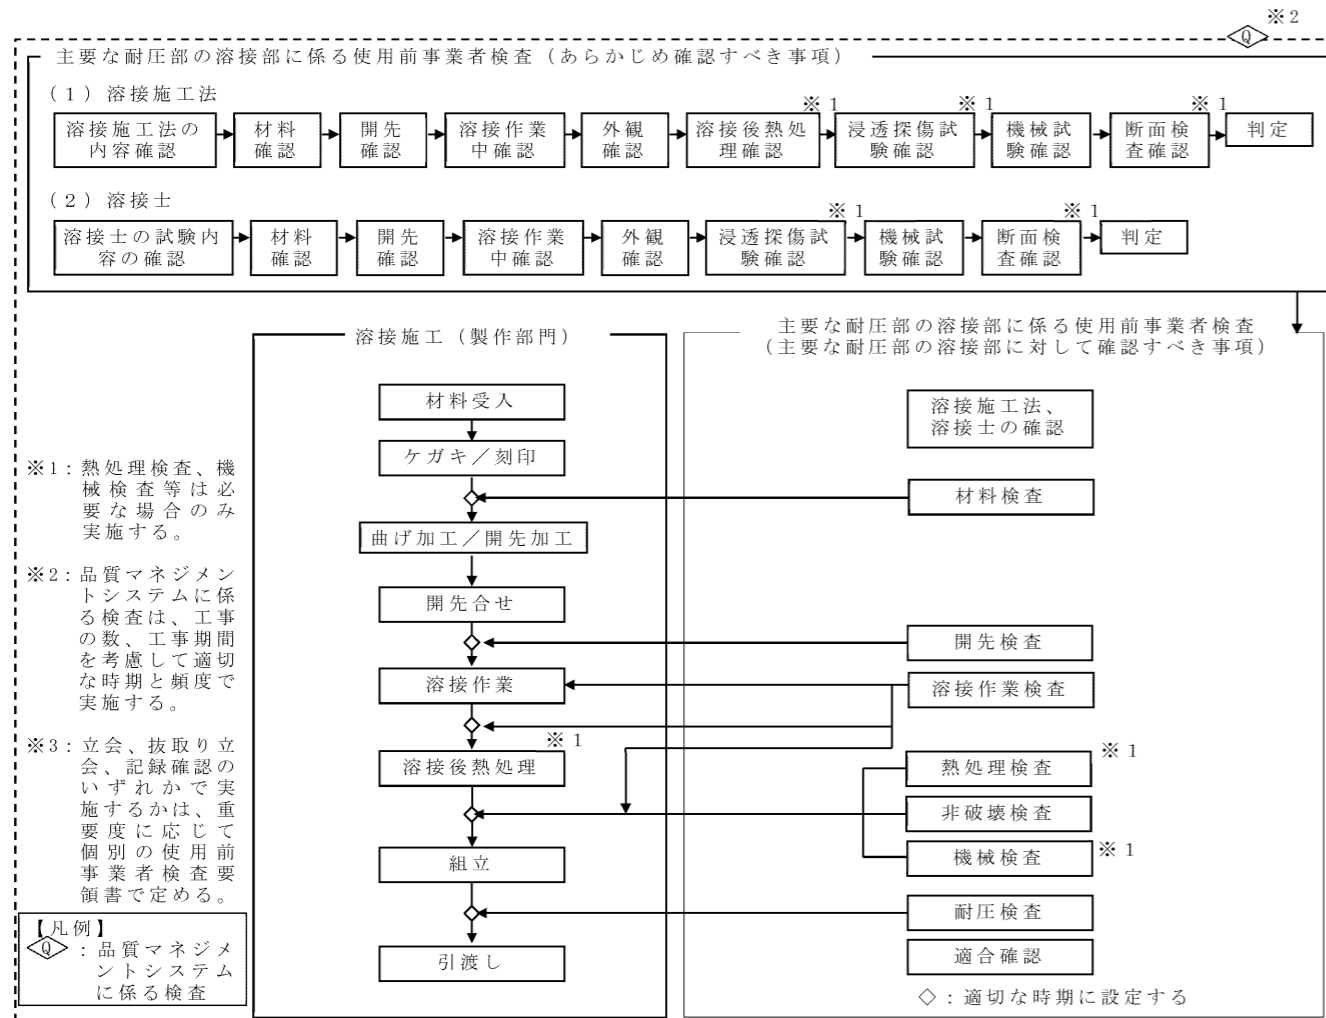 ※2
Q
主要な耐圧部の溶接部に係る使用前事業者検査（あらかじめ確認すべき事項）
（１）溶接施工法
※1
※1
※1
溶接施工法の
内容確認
材料
確認
開先
確認
溶接作業
中確認
外観
確認
溶接後熱処
理確認
浸透探傷試
験確認
機械試
験確認
断面検
査確認
判定
（２）溶接士
※1
※1
溶接士の試験内
容の確認
材料
確認
開先
確認
溶接作業
中確認
外観
確認
浸透探傷試
験確認
機械試
験確認
断面検
査確認
判定
溶接施工（製作部門）
材料受入
ケガキ／刻印
曲げ加工／開先加工
開先合せ
溶接作業
※1
溶接後熱処理
組立
引渡し
主要な耐圧部の溶接部に係る使用前事業者検査
（主要な耐圧部の溶接部に対して確認すべき事項）
溶接施工法、
溶接士の確認
材料検査
開先検査
溶接作業検査
熱処理検査
※1
非破壊検査
機械検査
※1
耐圧検査
適合確認
◇：適切な時期に設定する
※1：熱処理検査、機
械検査等は必
要な場合のみ
実施する。
※2：品質マネジメン
トシステムに係
る検査は、工事
の数、工事期間
を考慮して適切
な時期と頻度で
実施する。
※3：立会、抜取り立
会、記録確認の
いずれかで実
施するかは、重
要度に応じて
個別の使用前
事業者検査要
領書で定める。
【凡例】
Q：品質マネジメ
ントシステム
に係る検査